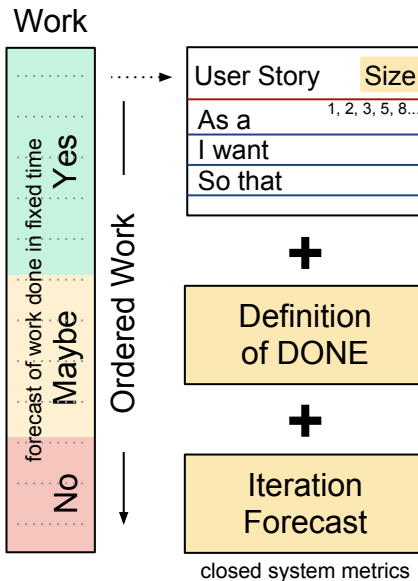 Work
forecast of work done in fixed time
Yes
Maybe
No
Ordered Work
User Story
Size
1, 2, 3, 5, 8...
As a
I want
So that
+
Definition
of DONE
+
Iteration
Forecast
closed system metrics